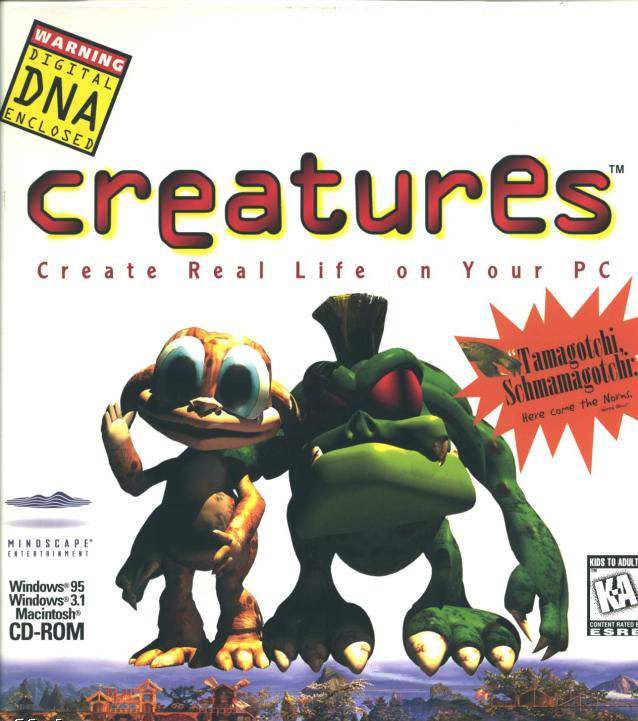 WARNING
DIGITAL
DNA
ENCLOSED
creatures™
Create Real Life on Your PC
"Tamagotchi,
Schmamagotchi:
Here come the Norns.
MINDSCAPE®
ENTERTAINMENT
Windows® 95
Windows® 3.1
Macintosh®
CD-ROM
KIDS TO ADULT
KA
CONTENT RATED B
ESRB